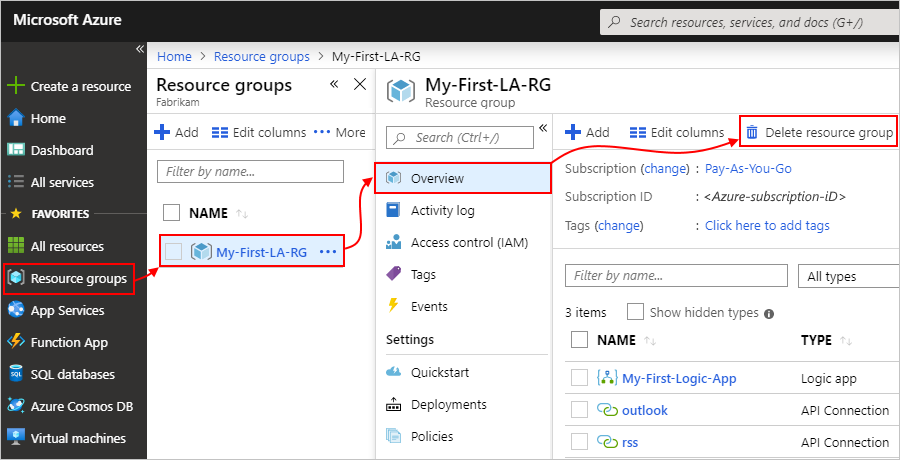 Microsoft Azure
Search resources, services, and docs (G+/)
«
Create a resource
Home
Dashboard
All services
FAVORITES
All resources
Resource groups
App Services
Function App
SQL databases
Azure Cosmos DB
Virtual machines
Home > Resource groups > My-First-LA-RG
Resource groups «
Fabrikam
Add Edit columns ••• More
Filter by name...
NAME ↑↓
My-First-LA-RG •••
My-First-LA-RG
Resource group
Search (Ctrl+/) «
Overview
Activity log
Access control (IAM)
Tags
Events
Settings
Quickstart
Deployments
Policies
Add Edit columns Delete resource group
Subscription (change) : Pay-As-You-Go
Subscription ID : <Azure-subscription-iD>
Tags (change) : Click here to add tags
Filter by name... All types
3 items Show hidden types
NAME ↑↓ TYPE ↑↓
My-First-Logic-App Logic app
outlook API Connection
rss API Connection